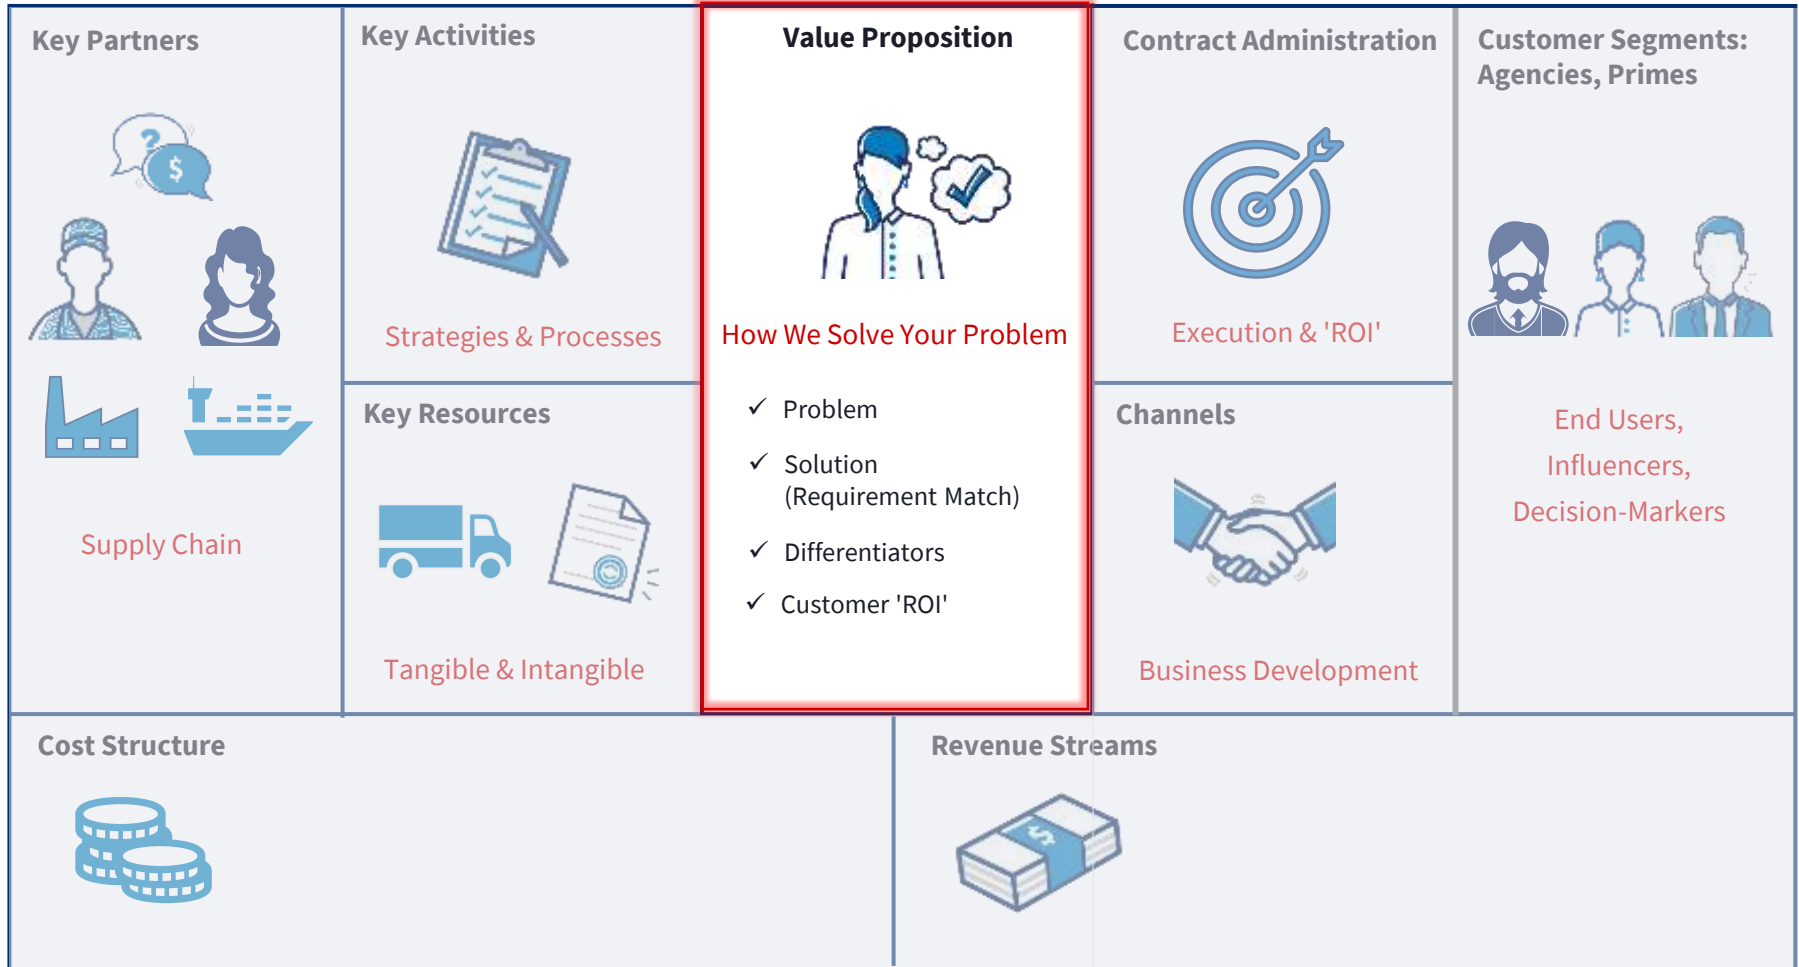 Key Partners
Supply Chain
Key Activities
Strategies & Processes
Key Resources
Tangible & Intangible
Value Proposition
How We Solve Your Problem
✓ Problem
✓ Solution
(Requirement Match)
✓ Differentiators
✓ Customer 'ROI'
Contract Administration
Execution & 'ROI'
Channels
Business Development
Customer Segments:
Agencies, Primes
End Users,
Influencers,
Decision-Markers
Cost Structure
Revenue Streams
? $
$